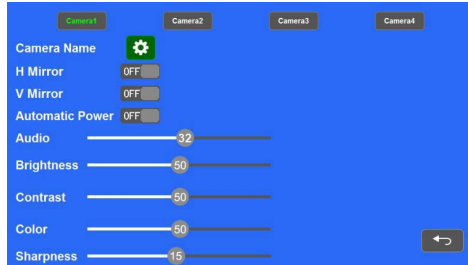 Camera1 Camera2 Camera3 Camera4
Camera Name
H Mirror OFF
V Mirror OFF
Automatic Power OFF
Audio 32
Brightness 50
Contrast 50
Color 50
Sharpness 15